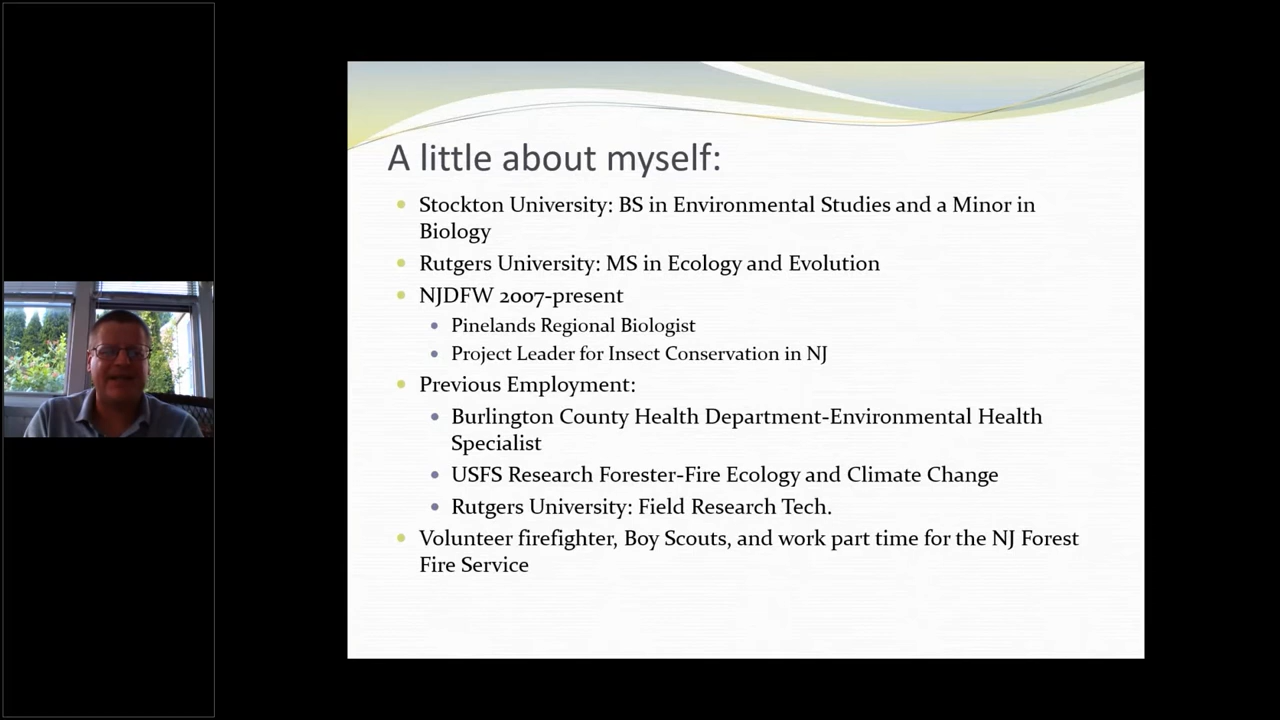 A little about myself:
Stockton University: BS in Environmental Studies and a Minor in
Biology
Rutgers University: MS in Ecology and Evolution
NJDFW 2007-present
Pinelands Regional Biologist
Project Leader for Insect Conservation in NJ
Previous Employment:
Burlington County Health Department-Environmental Health
Specialist
USFS Research Forester-Fire Ecology and Climate Change
Rutgers University: Field Research Tech.
Volunteer firefighter, Boy Scouts, and work part time for the NJ Forest
Fire Service